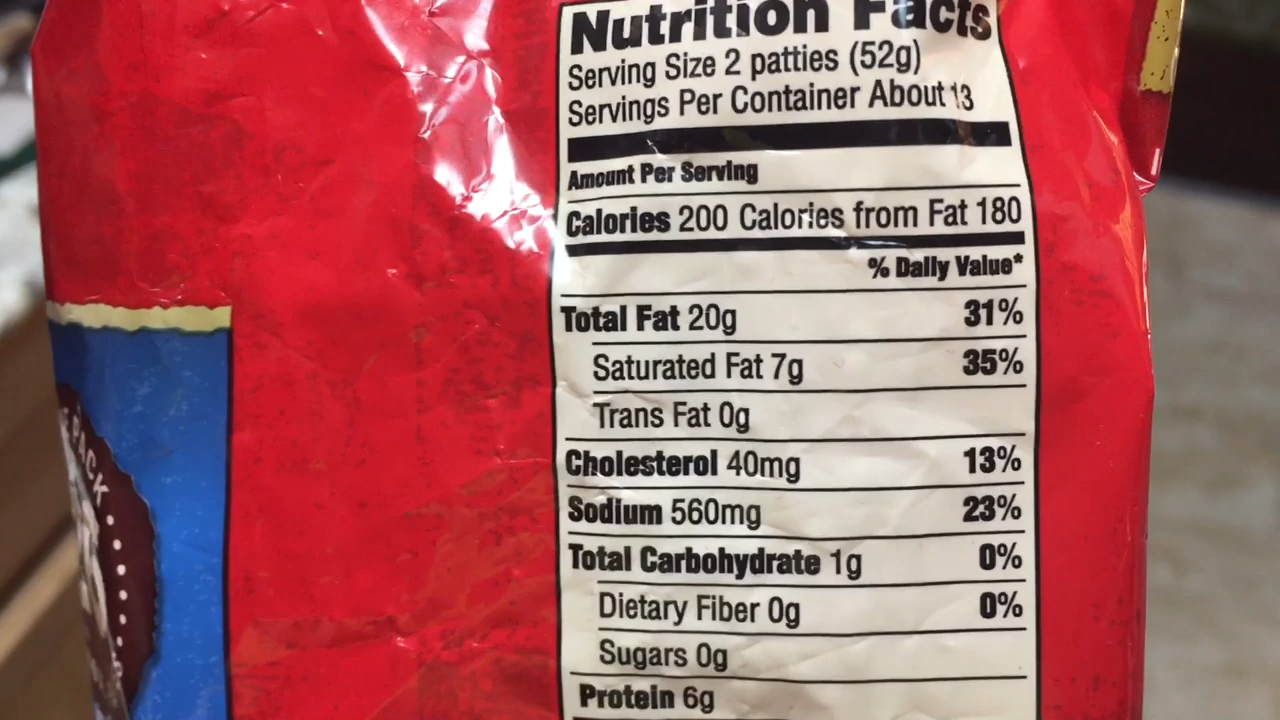 Nutrition Facts
Serving Size 2 patties (52g)
Servings Per Container About 13
Amount Per Serving
Calories 200 Calories from Fat 180
% Daily Value*
Total Fat 20g 31%
Saturated Fat 7g 35%
Trans Fat 0g
Cholesterol 40mg 13%
Sodium 560mg 23%
Total Carbohydrate 1g 0%
Dietary Fiber 0g 0%
Sugars 0g
Protein 6g
PACK